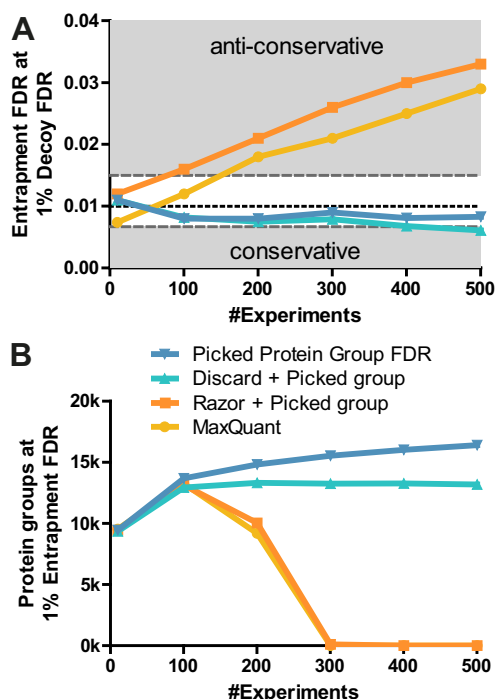 A
Entrapment FDR at
1% Decoy FDR
0.04
0.03
0.02
0.01
0.00
anti-conservative
conservative
0 100 200 300 400 500
#Experiments
B
Picked Protein Group FDR
Discard + Picked group
Razor + Picked group
MaxQuant
Protein groups at
1% Entrapment FDR
20k
15k
10k
5k
0k
0 100 200 300 400 500
#Experiments